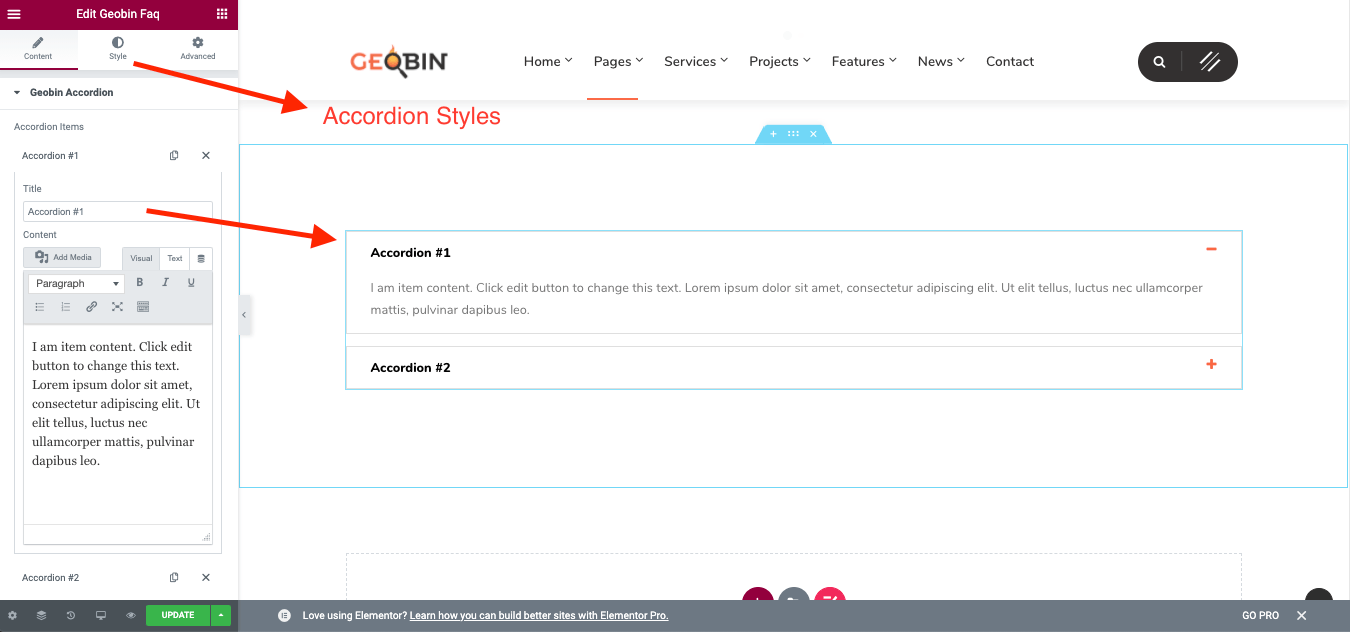 Edit Geobin Faq
Content
Style
Advanced
Geobin Accordion
Accordion Items
Accordion #1
Title
Accordion #1
Content
Add Media
Visual
Text
Paragraph
B
I
U
I am item content. Click edit
button to change this text.
Lorem ipsum dolor sit amet,
consectetur adipiscing elit. Ut
elit tellus, luctus nec
ullamcorper mattis, pulvinar
dapibus leo.
Accordion #2
UPDATE
GEOBIN
Home
Pages
Services
Projects
Features
News
Contact
Accordion Styles
Accordion #1
I am item content. Click edit button to change this text. Lorem ipsum dolor sit amet, consectetur adipiscing elit. Ut elit tellus, luctus nec ullamcorper
mattis, pulvinar dapibus leo.
Accordion #2
Love using Elementor? Learn how you can build better sites with Elementor Pro.
GO PRO